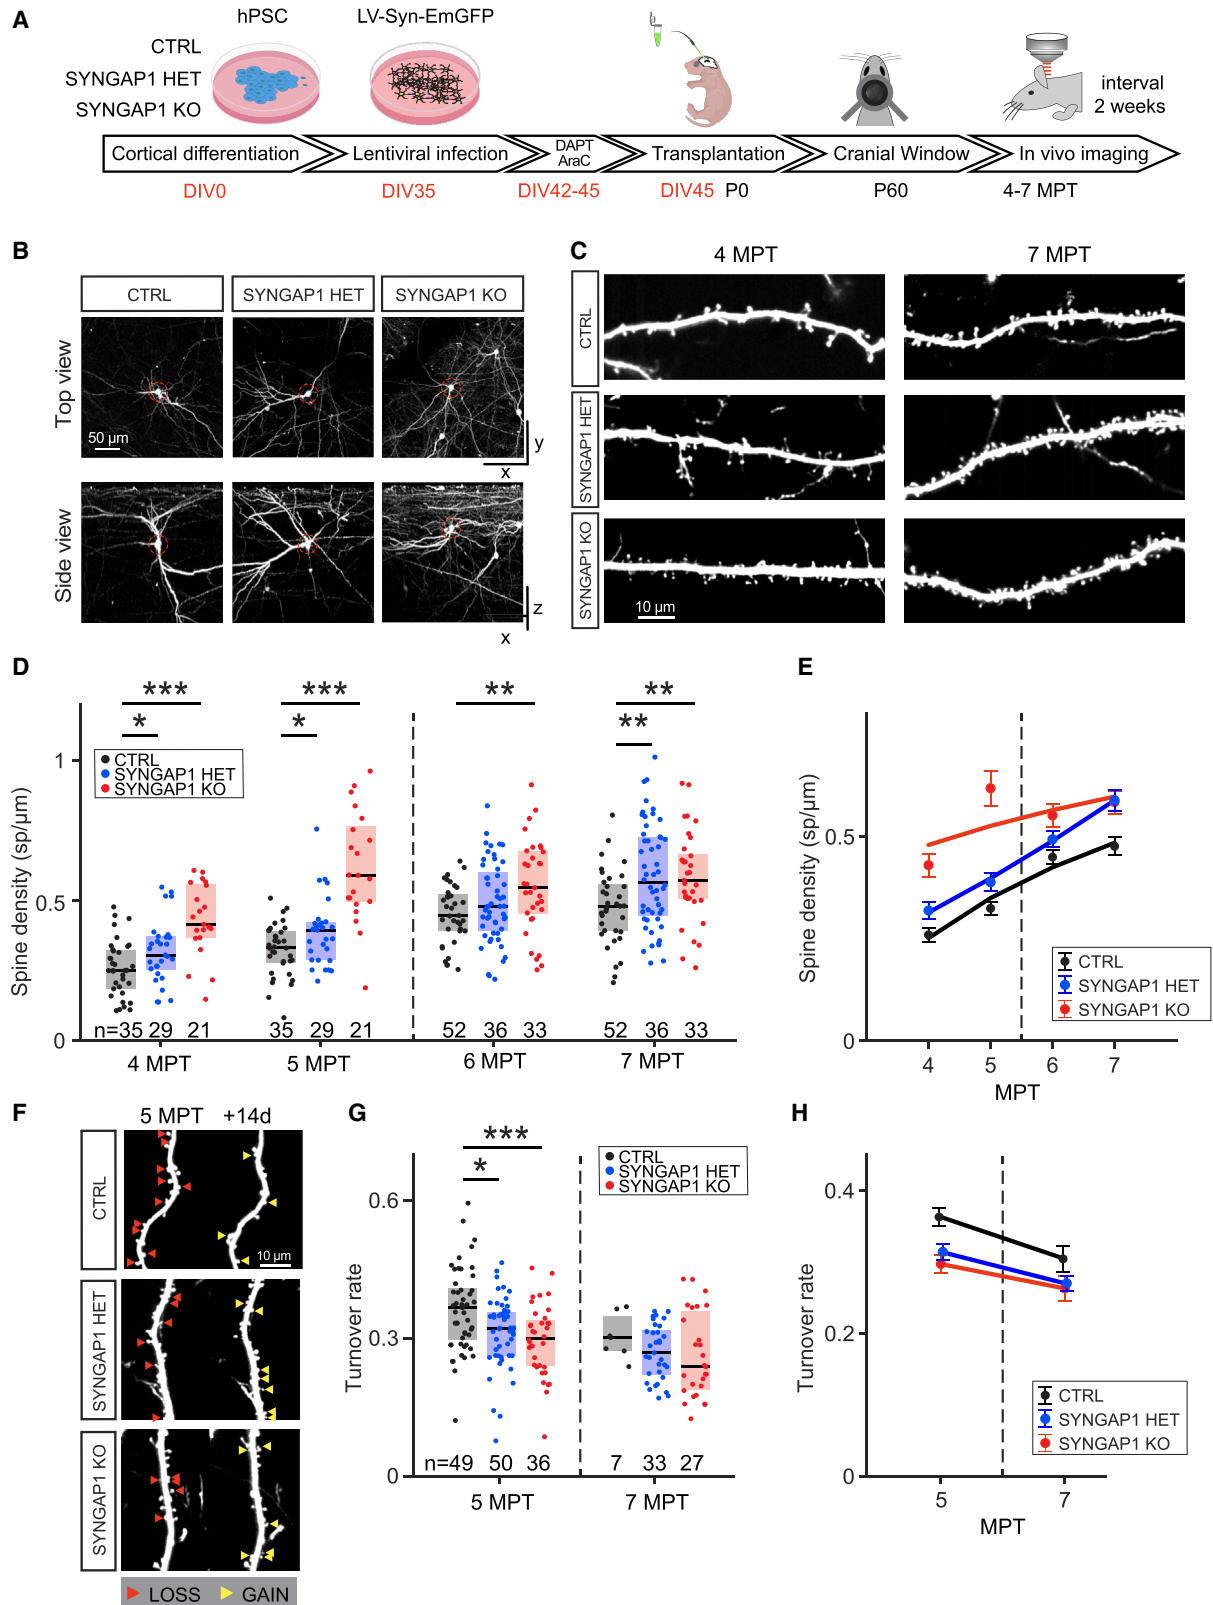 A
hPSC
LV-Syn-EmGFP
CTRL
SYNGAP1 HET
SYNGAP1 KO
interval
2 weeks
Cortical differentiation
Lentiviral infection
DAPT
AraC
Transplantation
Cranial Window
In vivo imaging
DIV0
DIV35
DIV42-45
DIV45 P0
P60
4-7 MPT
B
CTRL
SYNGAP1 HET
SYNGAP1 KO
Top view
50 µm
y
x
Side view
z
x
C
4 MPT
7 MPT
CTRL
SYNGAP1 HET
SYNGAP1 KO
10 µm
D
Spine density (sp/µm)
1
0.5
0
*** *** ** **
* * **
CTRL
SYNGAP1 HET
SYNGAP1 KO
n=35 29 21
35 29 21
52 36 33
52 36 33
4 MPT
5 MPT
6 MPT
7 MPT
E
Spine density (sp/µm)
0.5
0
CTRL
SYNGAP1 HET
SYNGAP1 KO
4 5 6 7
MPT
F
5 MPT +14d
CTRL
10 µm
SYNGAP1 HET
SYNGAP1 KO
LOSS
GAIN
G
Turnover rate
0.6
0.3
0
***
*
CTRL
SYNGAP1 HET
SYNGAP1 KO
n=49 50 36
7 33 27
5 MPT
7 MPT
H
Turnover rate
0.4
0.2
0
CTRL
SYNGAP1 HET
SYNGAP1 KO
5 7
MPT